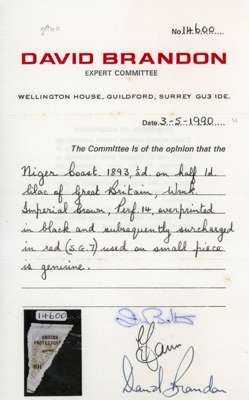 No. 14600
DAVID BRANDON
EXPERT COMMITTEE
WELLINGTON HOUSE, GUILDFORD, SURREY GU3 1DE.
Date. 3-5-1990
The Committee is of the opinion that the
Niger Coast. 1893, ½d. on half 1d.
lilac of Great Britain, Wmk.
Imperial Crown, Perf. 14, overprinted
in black and subsequently surcharged
in red (S.G.7) used on small piece
is genuine.
14600
BRITISH
PROTECTOR
David Brandon